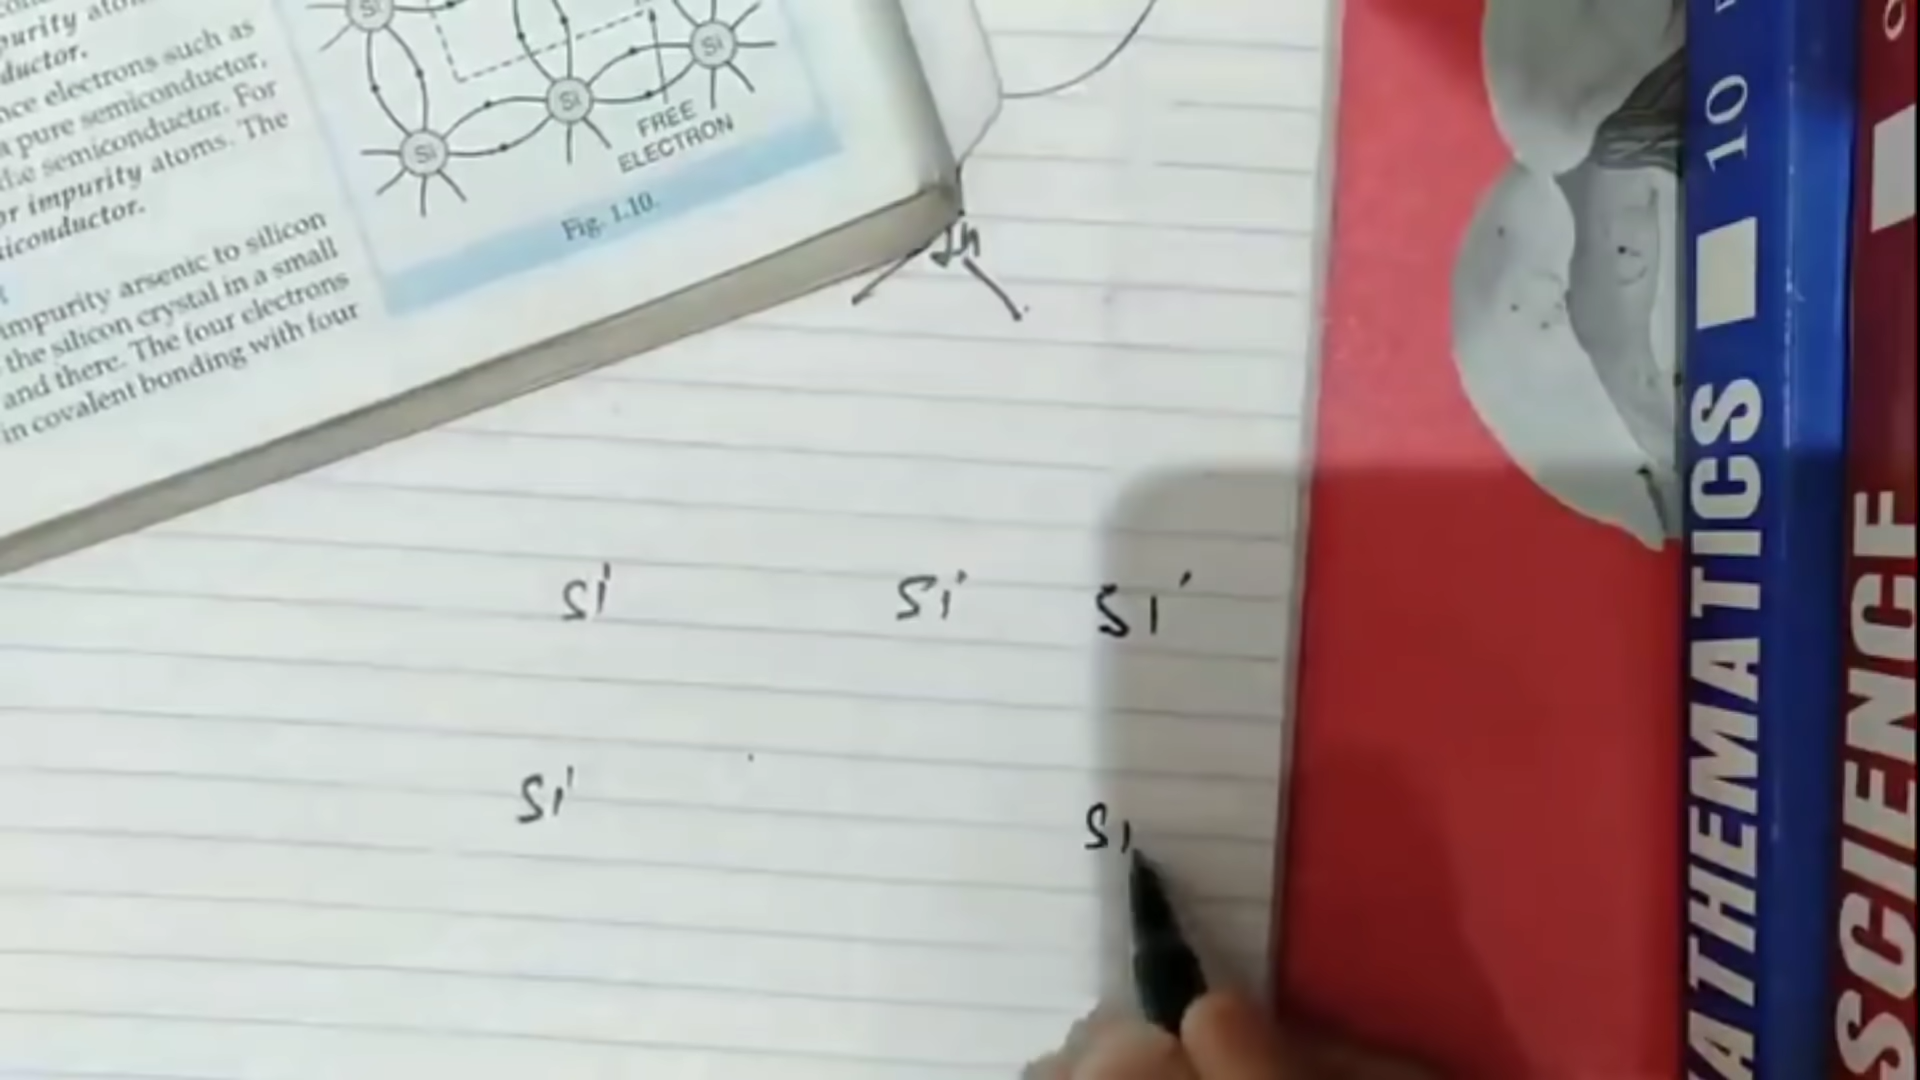 purity
ductor.
nce electrons such as
a pure semiconductor,
the semiconductor. For
or impurity atoms. The
iconductor.
impurity arsenic to silicon
the silicon crystal in a small
and there. The four electrons
in covalent bonding with four
Si
Si
Si
Si
FREE
ELECTRON
Fig. 1.10.
In
Si Si Si
Si Si
MATHEMATICS 10
SCIENCE